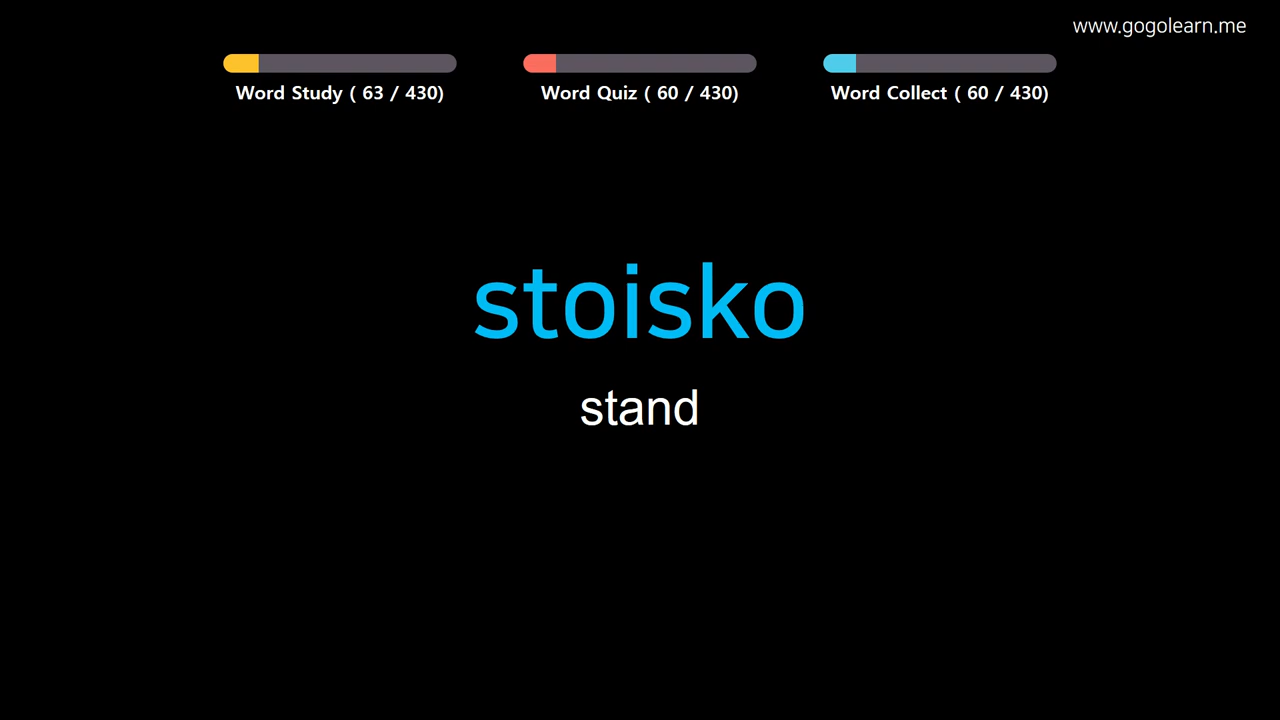 www.gogolearn.me
Word Study ( 63 / 430)
Word Quiz ( 60 / 430)
Word Collect ( 60 / 430)
stoisko
stand